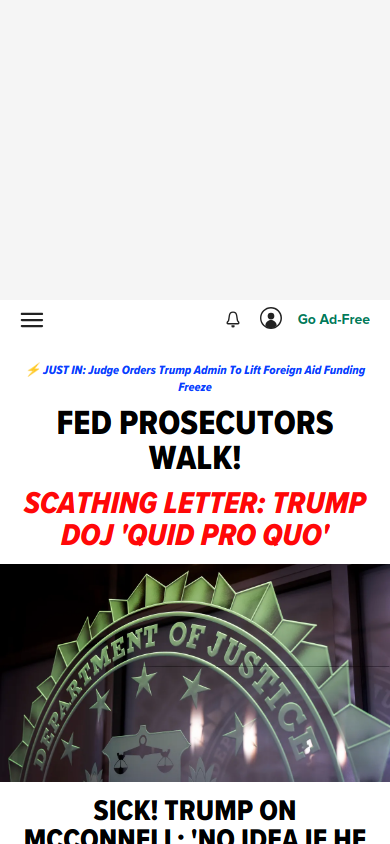 Go Ad-Free
⚡ JUST IN: Judge Orders Trump Admin To Lift Foreign Aid Funding
Freeze
FED PROSECUTORS
WALK!
SCATHING LETTER: TRUMP
DOJ 'QUID PRO QUO'
DEPARTMENT OF JUSTICE
SICK! TRUMP ON
MCCONNELL: 'NO IDEA IF HE